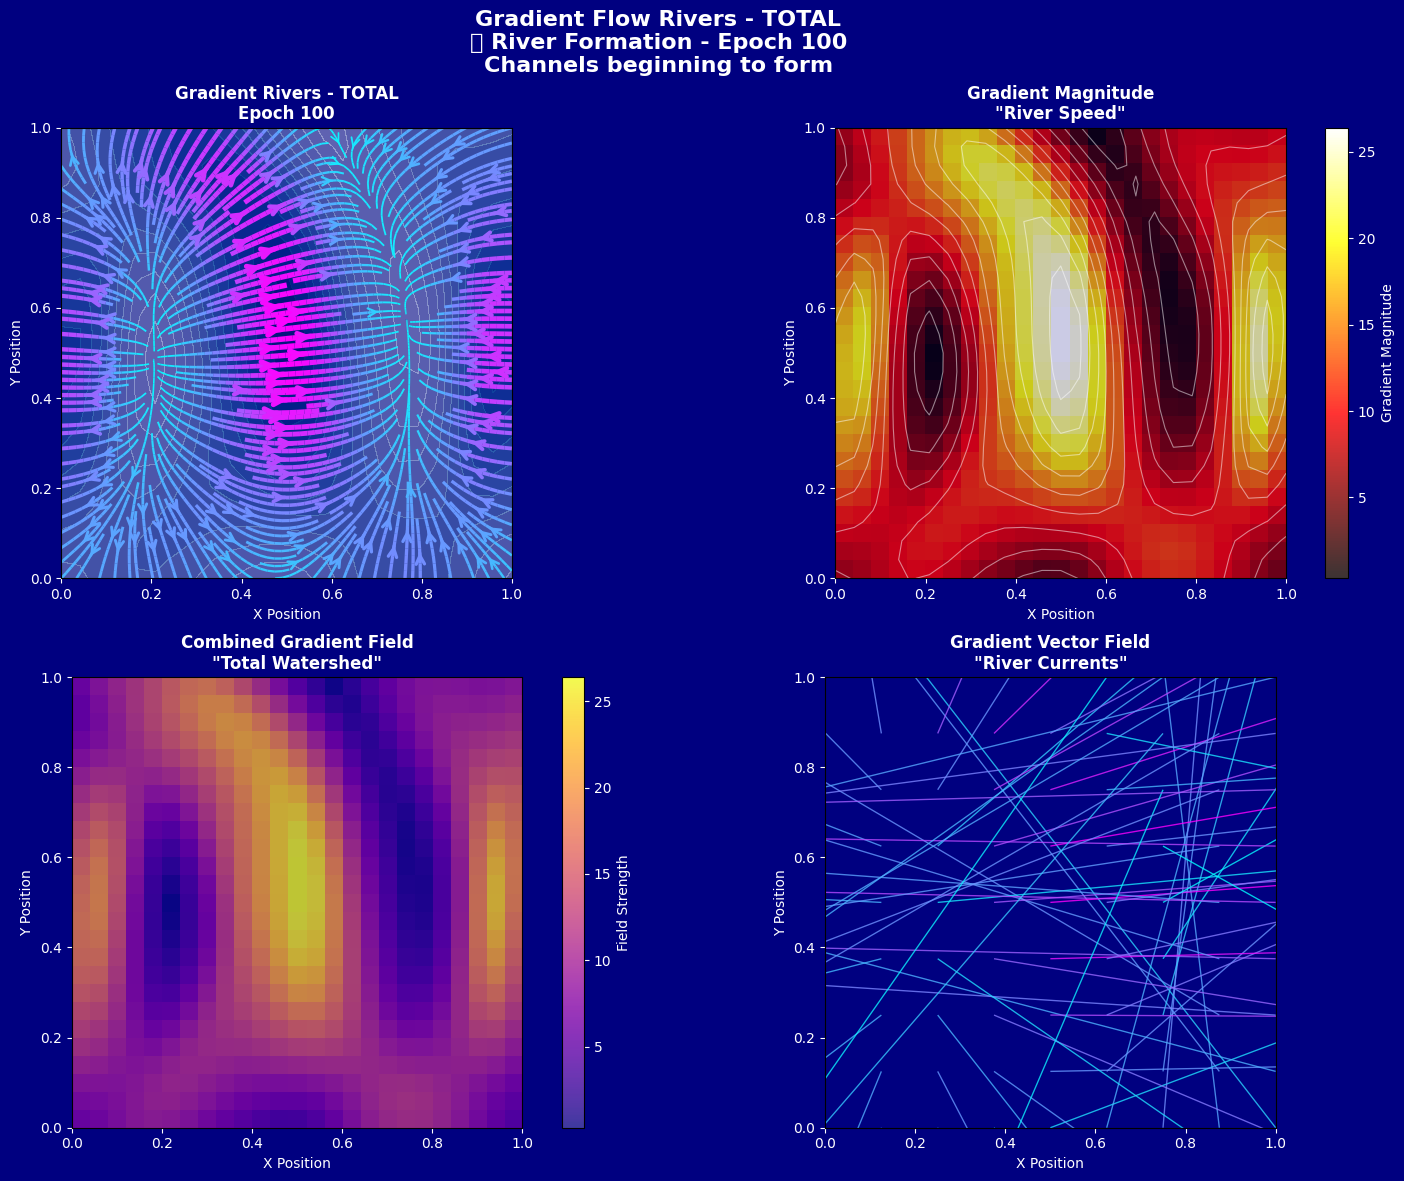 Gradient Flow Rivers - TOTAL
▯ River Formation - Epoch 100
Channels beginning to form
Gradient Rivers - TOTAL
Epoch 100
1.0
0.8
0.6
0.4
0.2
0.0
Y Position
0.0 0.2 0.4 0.6 0.8 1.0
X Position
Gradient Magnitude
"River Speed"
1.0
0.8
0.6
0.4
0.2
0.0
Y Position
0.0 0.2 0.4 0.6 0.8 1.0
X Position
25
20
15
10
5
Gradient Magnitude
Combined Gradient Field
"Total Watershed"
1.0
0.8
0.6
0.4
0.2
0.0
Y Position
0.0 0.2 0.4 0.6 0.8 1.0
X Position
25
20
15
10
5
Field Strength
Gradient Vector Field
"River Currents"
1.0
0.8
0.6
0.4
0.2
0.0
Y Position
0.0 0.2 0.4 0.6 0.8 1.0
X Position